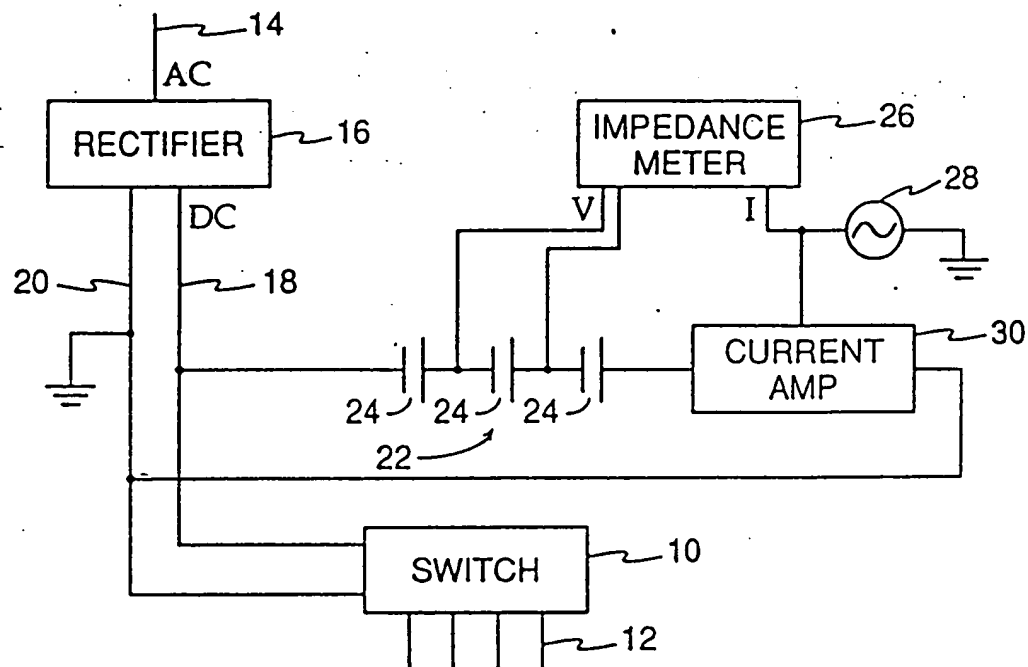 14
AC
RECTIFIER
16
IMPEDANCE
METER
26
28
DC
V
I
20
18
30
CURRENT
AMP
24
24
24
22
SWITCH
10
12